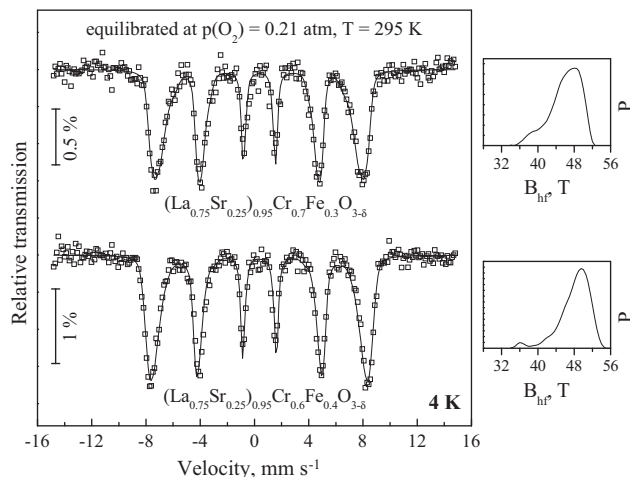 equilibrated at p(O₂) = 0.21 atm, T = 295 K
0.5 %
(La₀.₇₅Sr₀.₂₅)₀.₉₅Cr₀.₇Fe₀.₃O₃₋δ
1 %
(La₀.₇₅Sr₀.₂₅)₀.₉₅Cr₀.₆Fe₀.₄O₃₋δ
4 K
Relative transmission
-16 -12 -8 -4 0 4 8 12 16
Velocity, mm s⁻¹
P
32 40 48 56
B_hf, T
P
32 40 48 56
B_hf, T